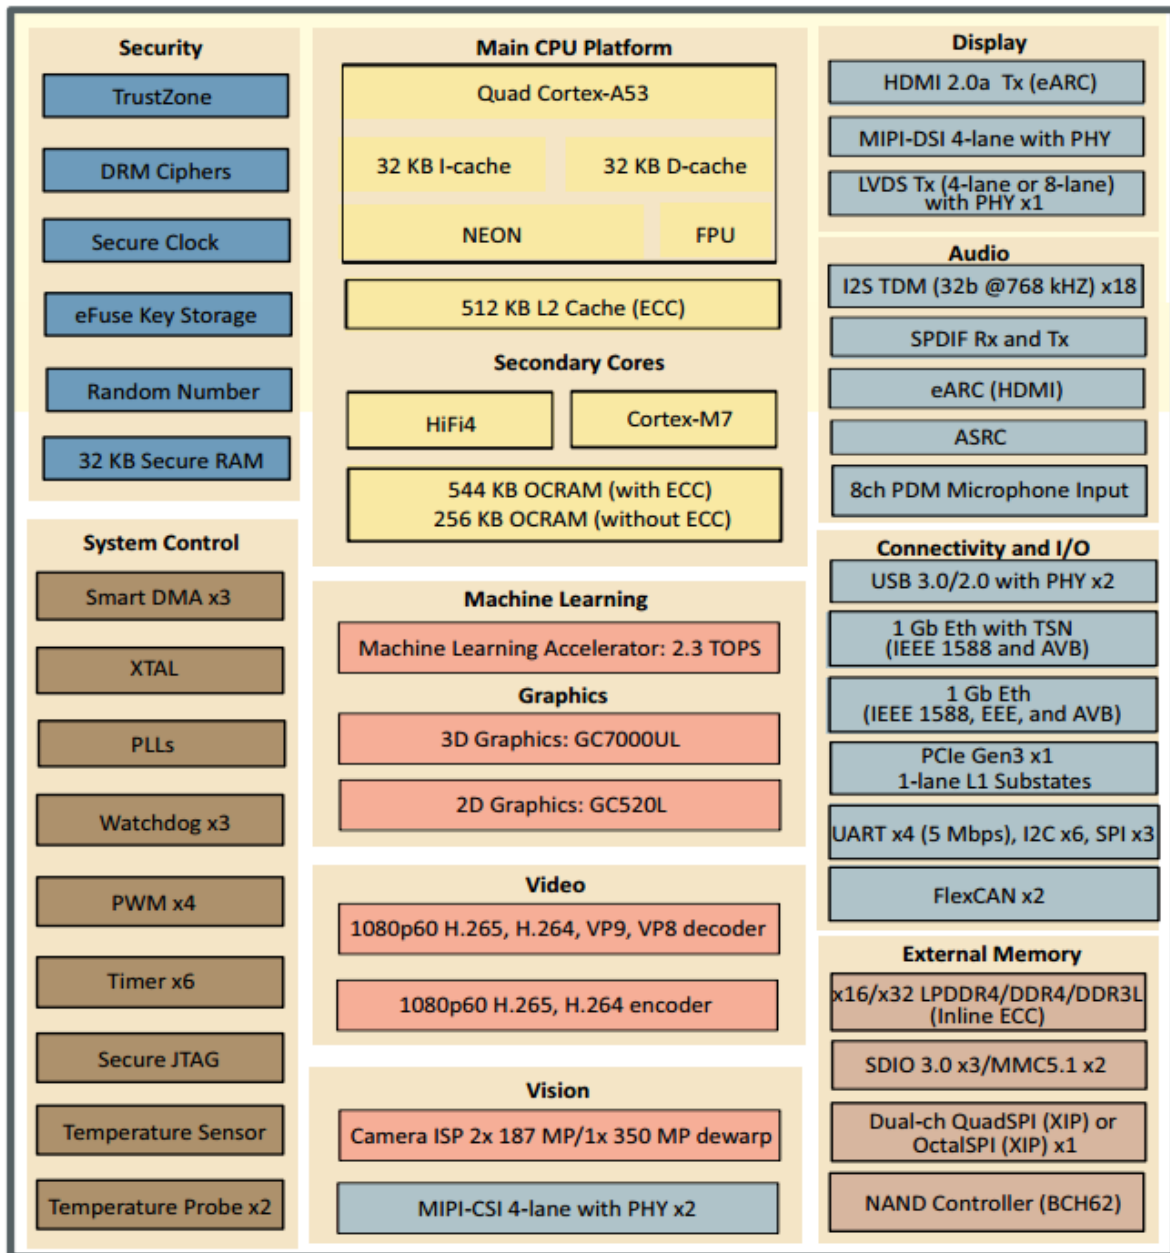 Security
TrustZone
DRM Ciphers
Secure Clock
eFuse Key Storage
Random Number
32 KB Secure RAM
System Control
Smart DMA x3
XTAL
PLLs
Watchdog x3
PWM x4
Timer x6
Secure JTAG
Temperature Sensor
Temperature Probe x2
Main CPU Platform
Quad Cortex-A53
32 KB I-cache
32 KB D-cache
NEON
FPU
512 KB L2 Cache (ECC)
Secondary Cores
HiFi4
Cortex-M7
544 KB OCRAM (with ECC)
256 KB OCRAM (without ECC)
Machine Learning
Machine Learning Accelerator: 2.3 TOPS
Graphics
3D Graphics: GC7000UL
2D Graphics: GC520L
Video
1080p60 H.265, H.264, VP9, VP8 decoder
1080p60 H.265, H.264 encoder
Vision
Camera ISP 2x 187 MP/1x 350 MP dewarp
MIPI-CSI 4-lane with PHY x2
Display
HDMI 2.0a Tx (eARC)
MIPI-DSI 4-lane with PHY
LVDS Tx (4-lane or 8-lane)
with PHY x1
Audio
I2S TDM (32b @768 kHZ) x18
SPDIF Rx and Tx
eARC (HDMI)
ASRC
8ch PDM Microphone Input
Connectivity and I/O
USB 3.0/2.0 with PHY x2
1 Gb Eth with TSN
(IEEE 1588 and AVB)
1 Gb Eth
(IEEE 1588, EEE, and AVB)
PCIe Gen3 x1
1-lane L1 Substates
UART x4 (5 Mbps), I2C x6, SPI x3
FlexCAN x2
External Memory
x16/x32 LPDDR4/DDR4/DDR3L
(Inline ECC)
SDIO 3.0 x3/MMC5.1 x2
Dual-ch QuadSPI (XIP) or
OctalSPI (XIP) x1
NAND Controller (BCH62)